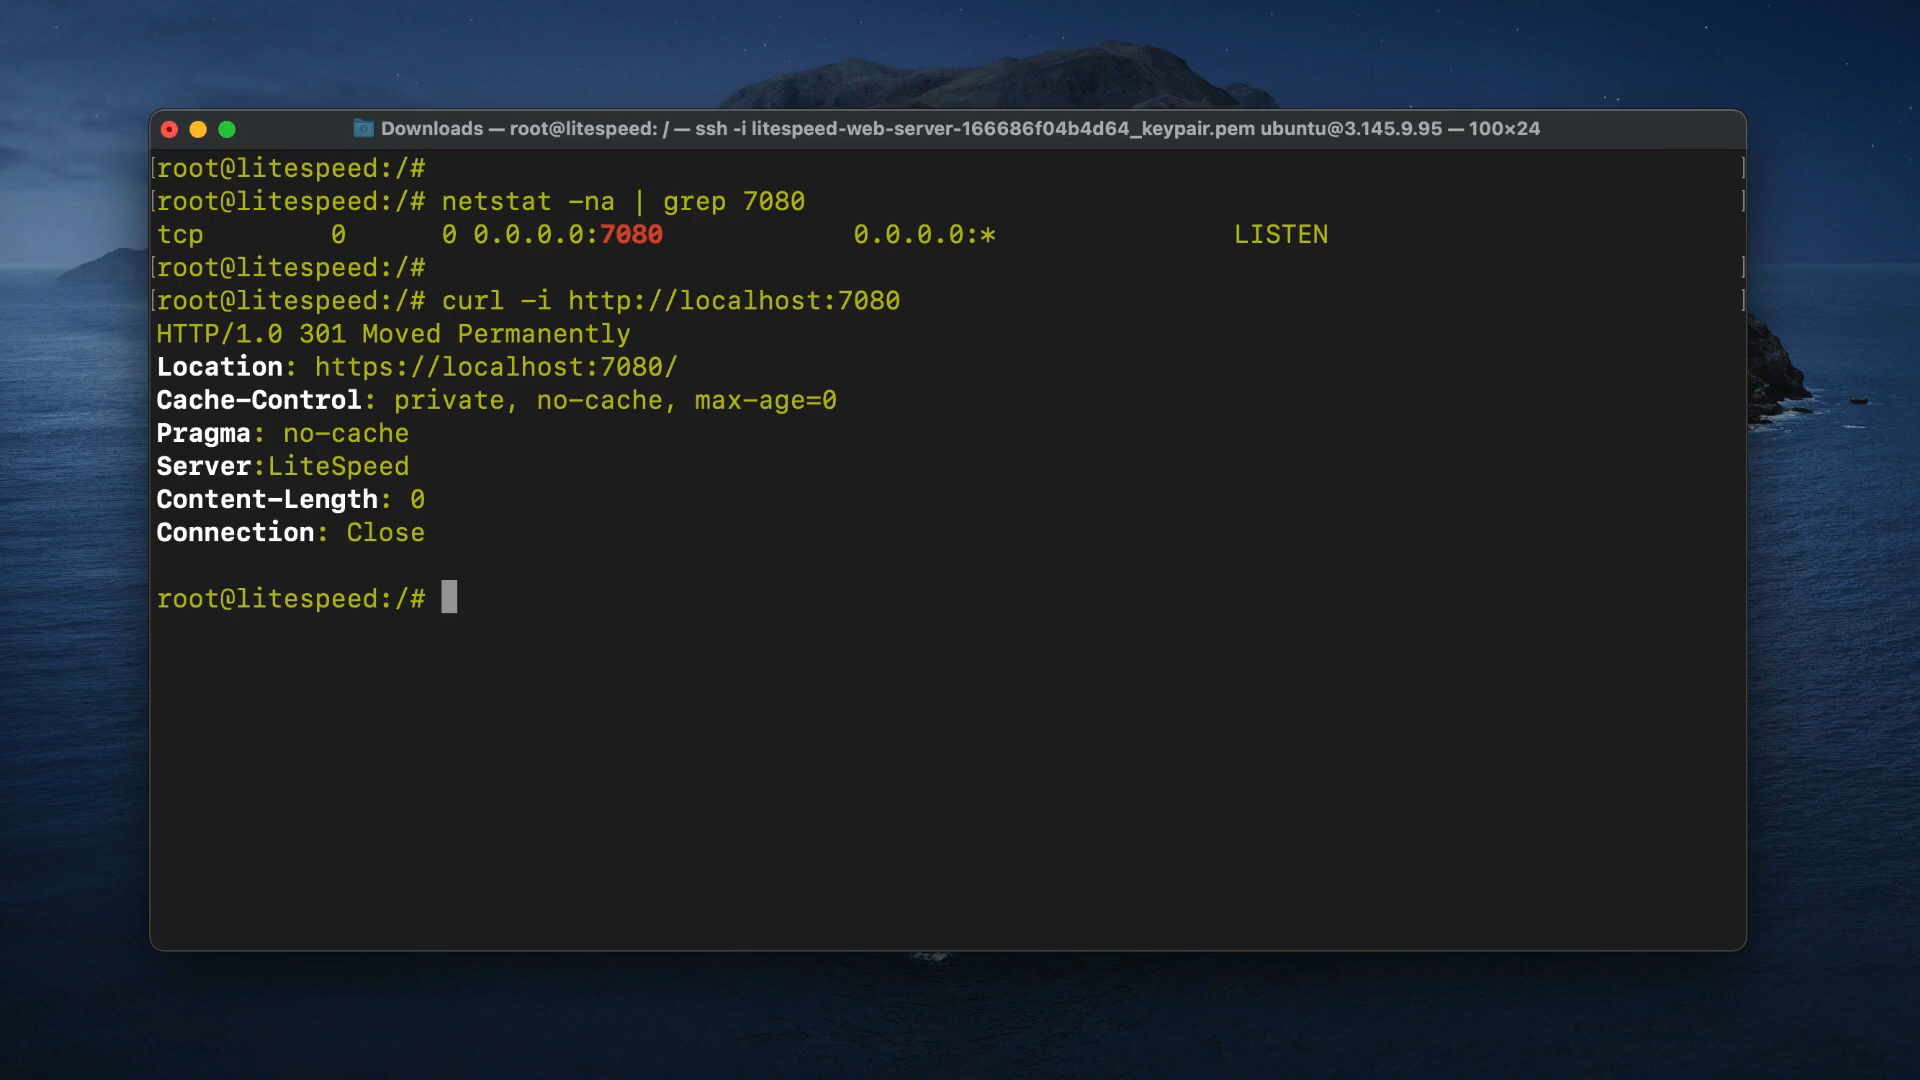 Downloads — root@litespeed: / — ssh -i litespeed-web-server-166686f04b4d64_keypair.pem ubuntu@3.145.9.95 — 100×24
[root@litespeed:/# ]
[root@litespeed:/# netstat -na | grep 7080 ]
tcp        0      0 0.0.0.0:7080            0.0.0.0:*               LISTEN
[root@litespeed:/# ]
[root@litespeed:/# curl -i http://localhost:7080 ]
HTTP/1.0 301 Moved Permanently
Location: https://localhost:7080/
Cache-Control: private, no-cache, max-age=0
Pragma: no-cache
Server:LiteSpeed
Content-Length: 0
Connection: Close
root@litespeed:/#